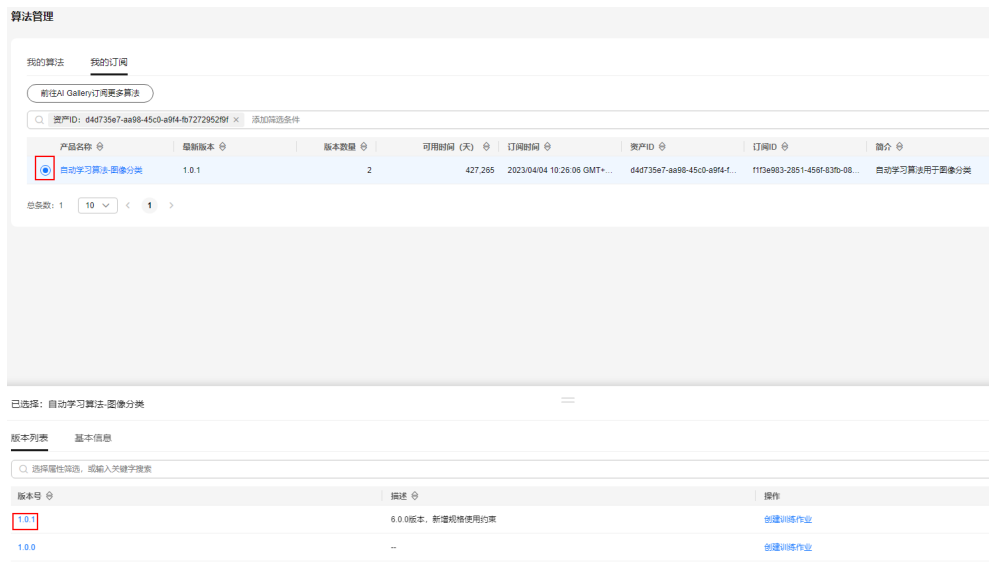 算法管理
我的算法 我的订阅
前往AI Gallery订阅更多算法
资产ID: d4d735e7-aa98-45c0-a9f4-fb7272952f9f × 添加筛选条件
产品名称 最新版本 版本数量 可用时间 (天) 订阅时间 资产ID 订阅ID 简介
自动学习算法-图像分类 1.0.1 2 427,265 2023/04/04 10:26:06 GMT+... d4d735e7-aa98-45c0-a9f4-f... f1f3e983-2851-456f-83fb-08... 自动学习算法用于图像分类
总条数: 1 10 < 1 >
已选择: 自动学习算法-图像分类
版本列表 基本信息
选择属性筛选, 或输入关键字搜索
版本号 描述 操作
1.0.1 6.0.0版本, 新增规格使用约束 创建训练作业
1.0.0 -- 创建训练作业